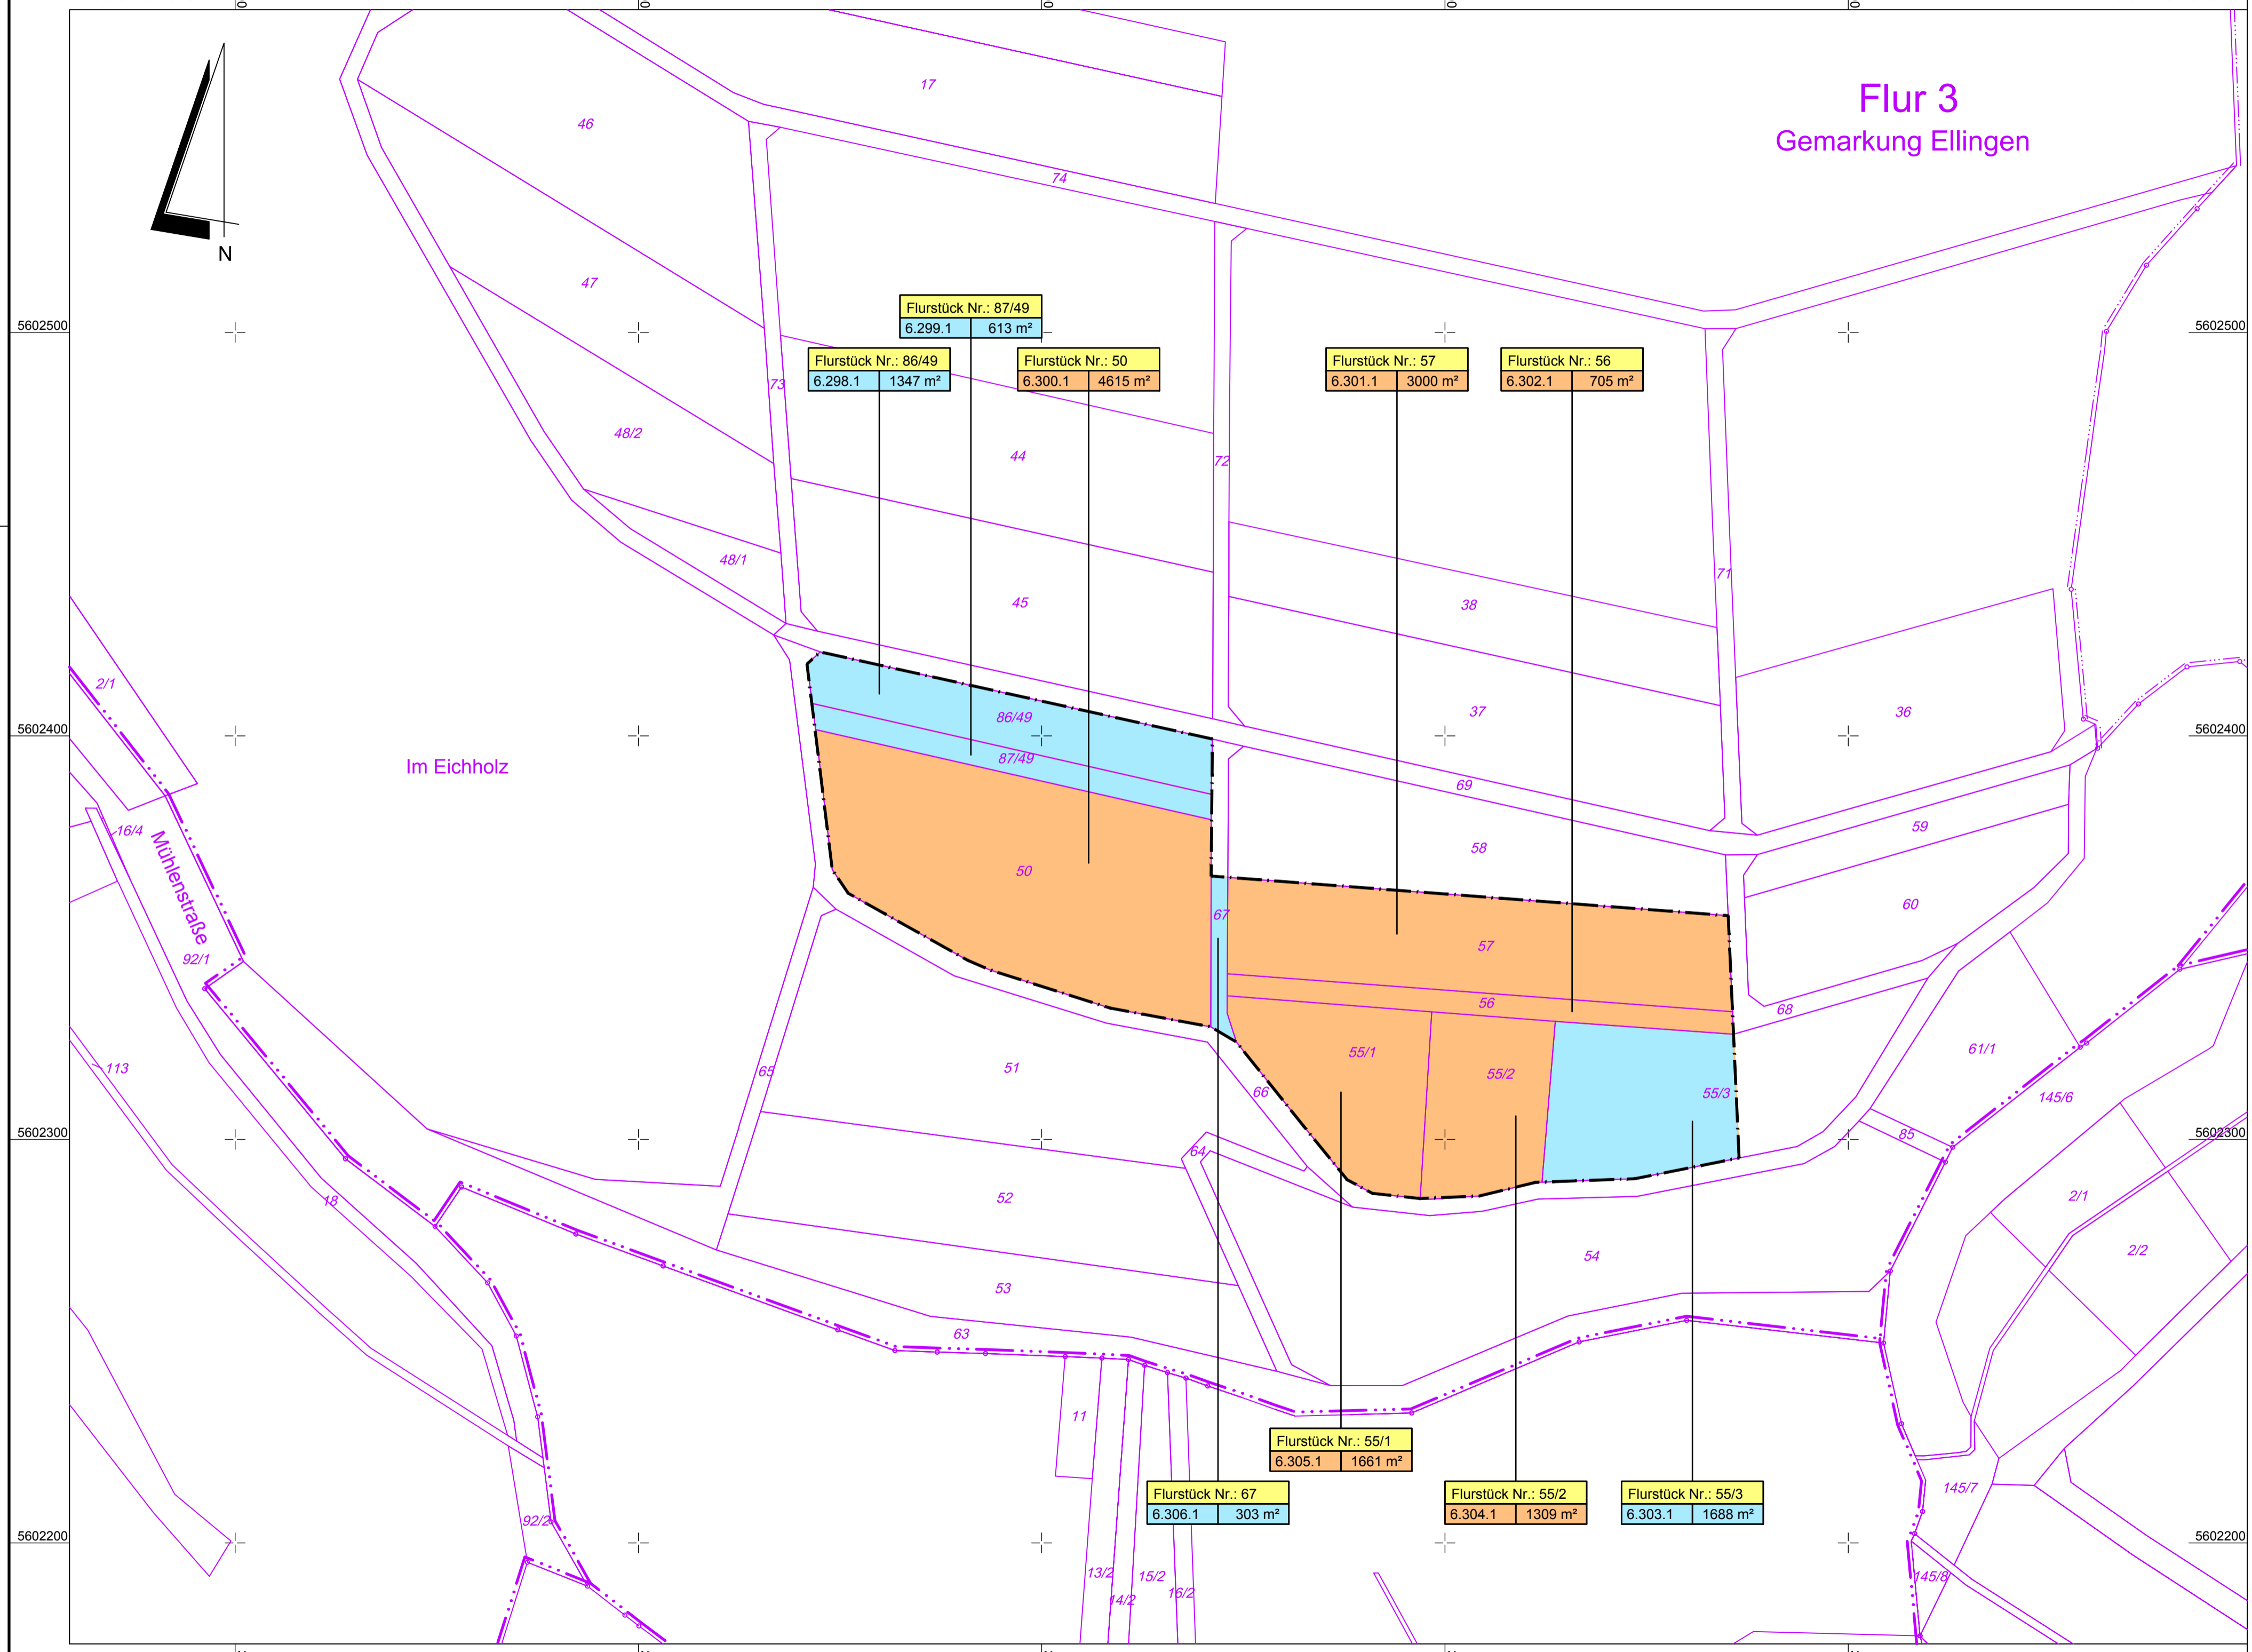 0
0
0
0
0
17
Flur 3
46
Gemarkung Ellingen
74
N
47
Flurstück Nr.: 87/49
6.299.1 613 m²
5602500
5602500
Flurstück Nr.: 86/49
6.298.1 1347 m²
Flurstück Nr.: 50
6.300.1 4615 m²
Flurstück Nr.: 57
6.301.1 3000 m²
Flurstück Nr.: 56
6.302.1 705 m²
73
48/2
44
72
48/1
71
45
38
2/1
86/49
37
36
5602400
5602400
Im Eichholz
87/49
69
16/4
59
Mühlenstraße
58
50
60
67
57
92/1
56
68
55/1
61/1
113
65
51
55/2
55/3
66
145/6
85
5602300
5602300
64
18
52
2/1
54
2/2
53
63
11
Flurstück Nr.: 55/1
6.305.1 1661 m²
Flurstück Nr.: 67
6.306.1 303 m²
Flurstück Nr.: 55/2
6.304.1 1309 m²
Flurstück Nr.: 55/3
6.303.1 1688 m²
145/7
92/2
5602200
5602200
13/2
15/2
145/8
14/2
16/2